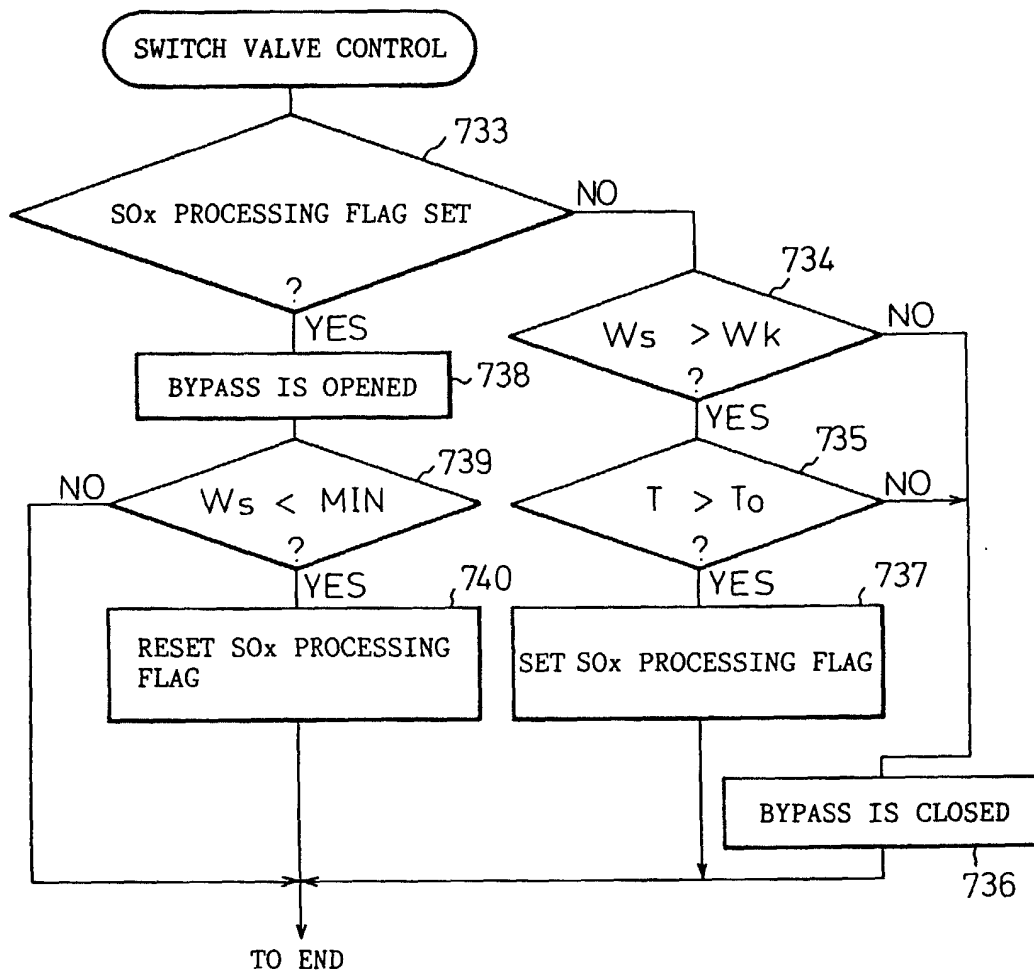 SWITCH VALVE CONTROL
733
SOx PROCESSING FLAG SET
?
NO
YES
734
Ws > Wk
?
NO
YES
BYPASS IS OPENED
738
735
T > To
?
NO
YES
739
Ws < MIN
?
NO
YES
740
RESET SOx PROCESSING
FLAG
737
SET SOx PROCESSING FLAG
BYPASS IS CLOSED
736
TO END